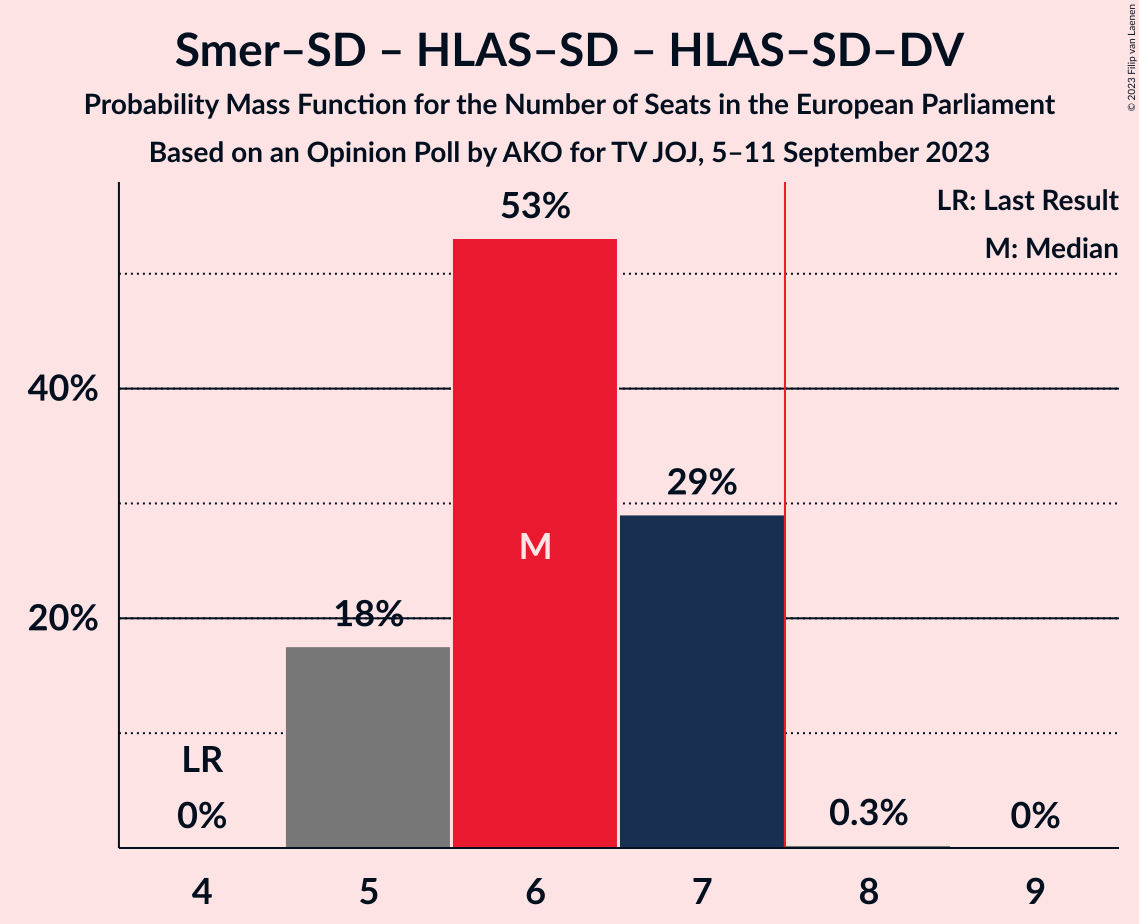 Smer–SD – HLAS–SD – HLAS–SD–DV
Probability Mass Function for the Number of Seats in the European Parliament
Based on an Opinion Poll by AKO for TV JOJ, 5–11 September 2023
© 2023 Filip van Laenen
LR: Last Result
M: Median
53%
40%
29%
M
20%
18%
LR
0%
0.3%
0%
4 5 6 7 8 9